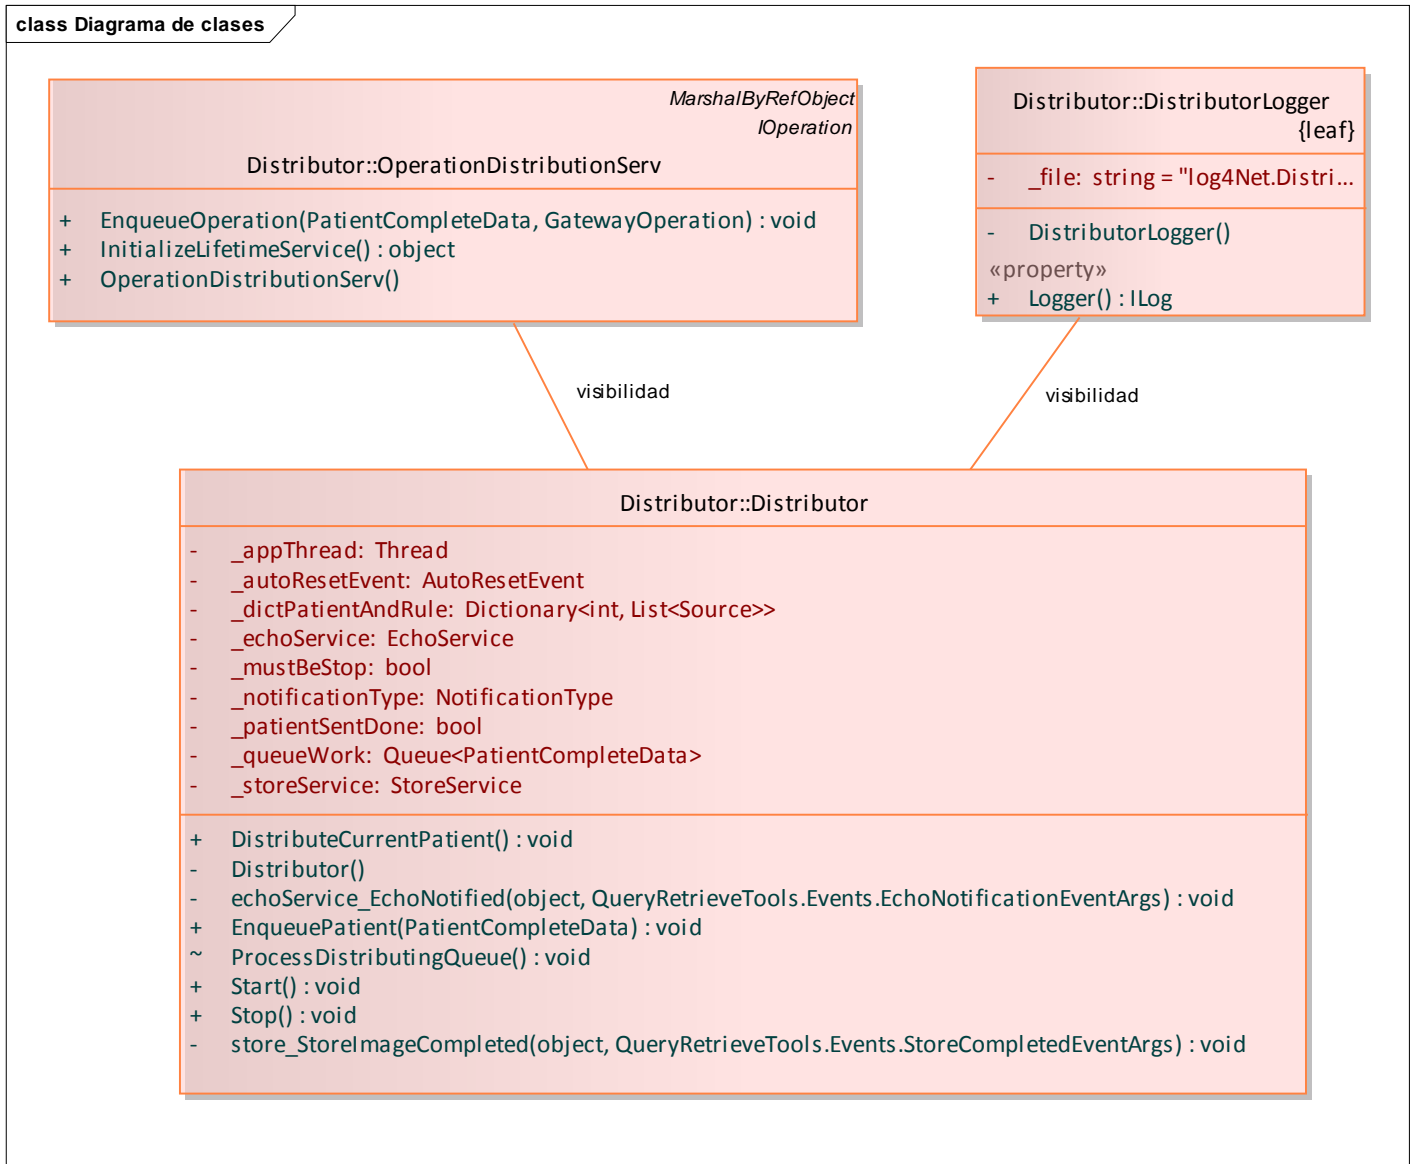 class Diagrama de clases
MarshalByRefObject
IOperation
Distributor::OperationDistributionServ
+ EnqueueOperation(PatientCompleteData, GatewayOperation) : void
+ InitializeLifetimeService() : object
+ OperationDistributionServ()
Distributor::DistributorLogger
{leaf}
- _file: string = "log4Net.Distri...
- DistributorLogger()
«property»
+ Logger() : ILog
visibilidad
visibilidad
Distributor::Distributor
- _appThread: Thread
- _autoResetEvent: AutoResetEvent
- _dictPatientAndRule: Dictionary<int, List<Source>>
- _echoService: EchoService
- _mustBeStop: bool
- _notificationType: NotificationType
- _patientSentDone: bool
- _queueWork: Queue<PatientCompleteData>
- _storeService: StoreService
+ DistributeCurrentPatient() : void
- Distributor()
- echoService_EchoNotified(object, QueryRetrieveTools.Events.EchoNotificationEventArgs) : void
+ EnqueuePatient(PatientCompleteData) : void
~ ProcessDistributingQueue() : void
+ Start() : void
+ Stop() : void
- store_StoreImageCompleted(object, QueryRetrieveTools.Events.StoreCompletedEventArgs) : void